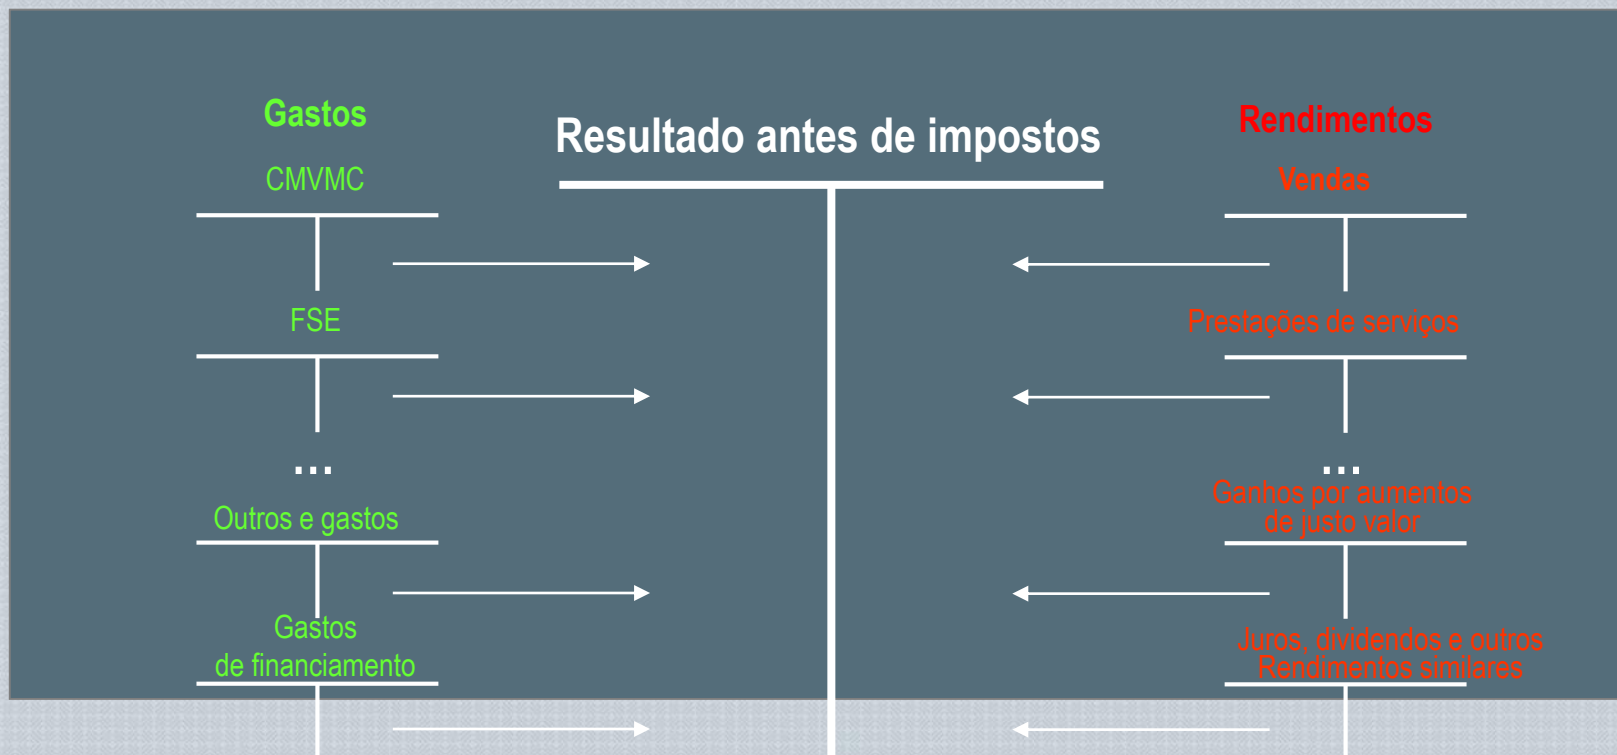 Gastos
CMVMC
FSE
...
Outros e gastos
Gastos
de financiamento
Resultado antes de impostos
Rendimentos
Vendas
Prestações de serviços
...
Ganhos por aumentos
de justo valor
Juros, dividendos e outros
Rendimentos similares